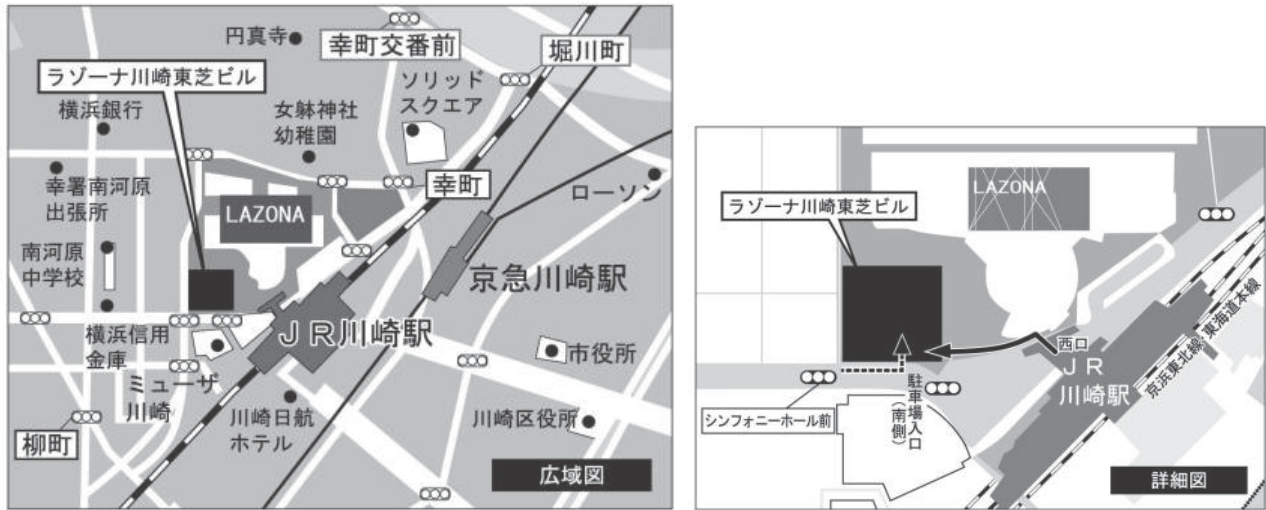 円真寺
幸町交番前
堀川町
ラゾーナ川崎東芝ビル
ソリッド
スクエア
横浜銀行
女躰神社
幼稚園
幸町
幸署南河原
出張所
LAZONA
ローソン
南河原
中学校
京急川崎駅
横浜信用
金庫
JR川崎駅
市役所
ミューザ
川崎
川崎日航
ホテル
川崎区役所
柳町
広域図
LAZONA
ラゾーナ川崎東芝ビル
西口
JR
川崎駅
京浜東北線・東海道本線
シンフォニーホール前
駐車場入口
(南側)
詳細図